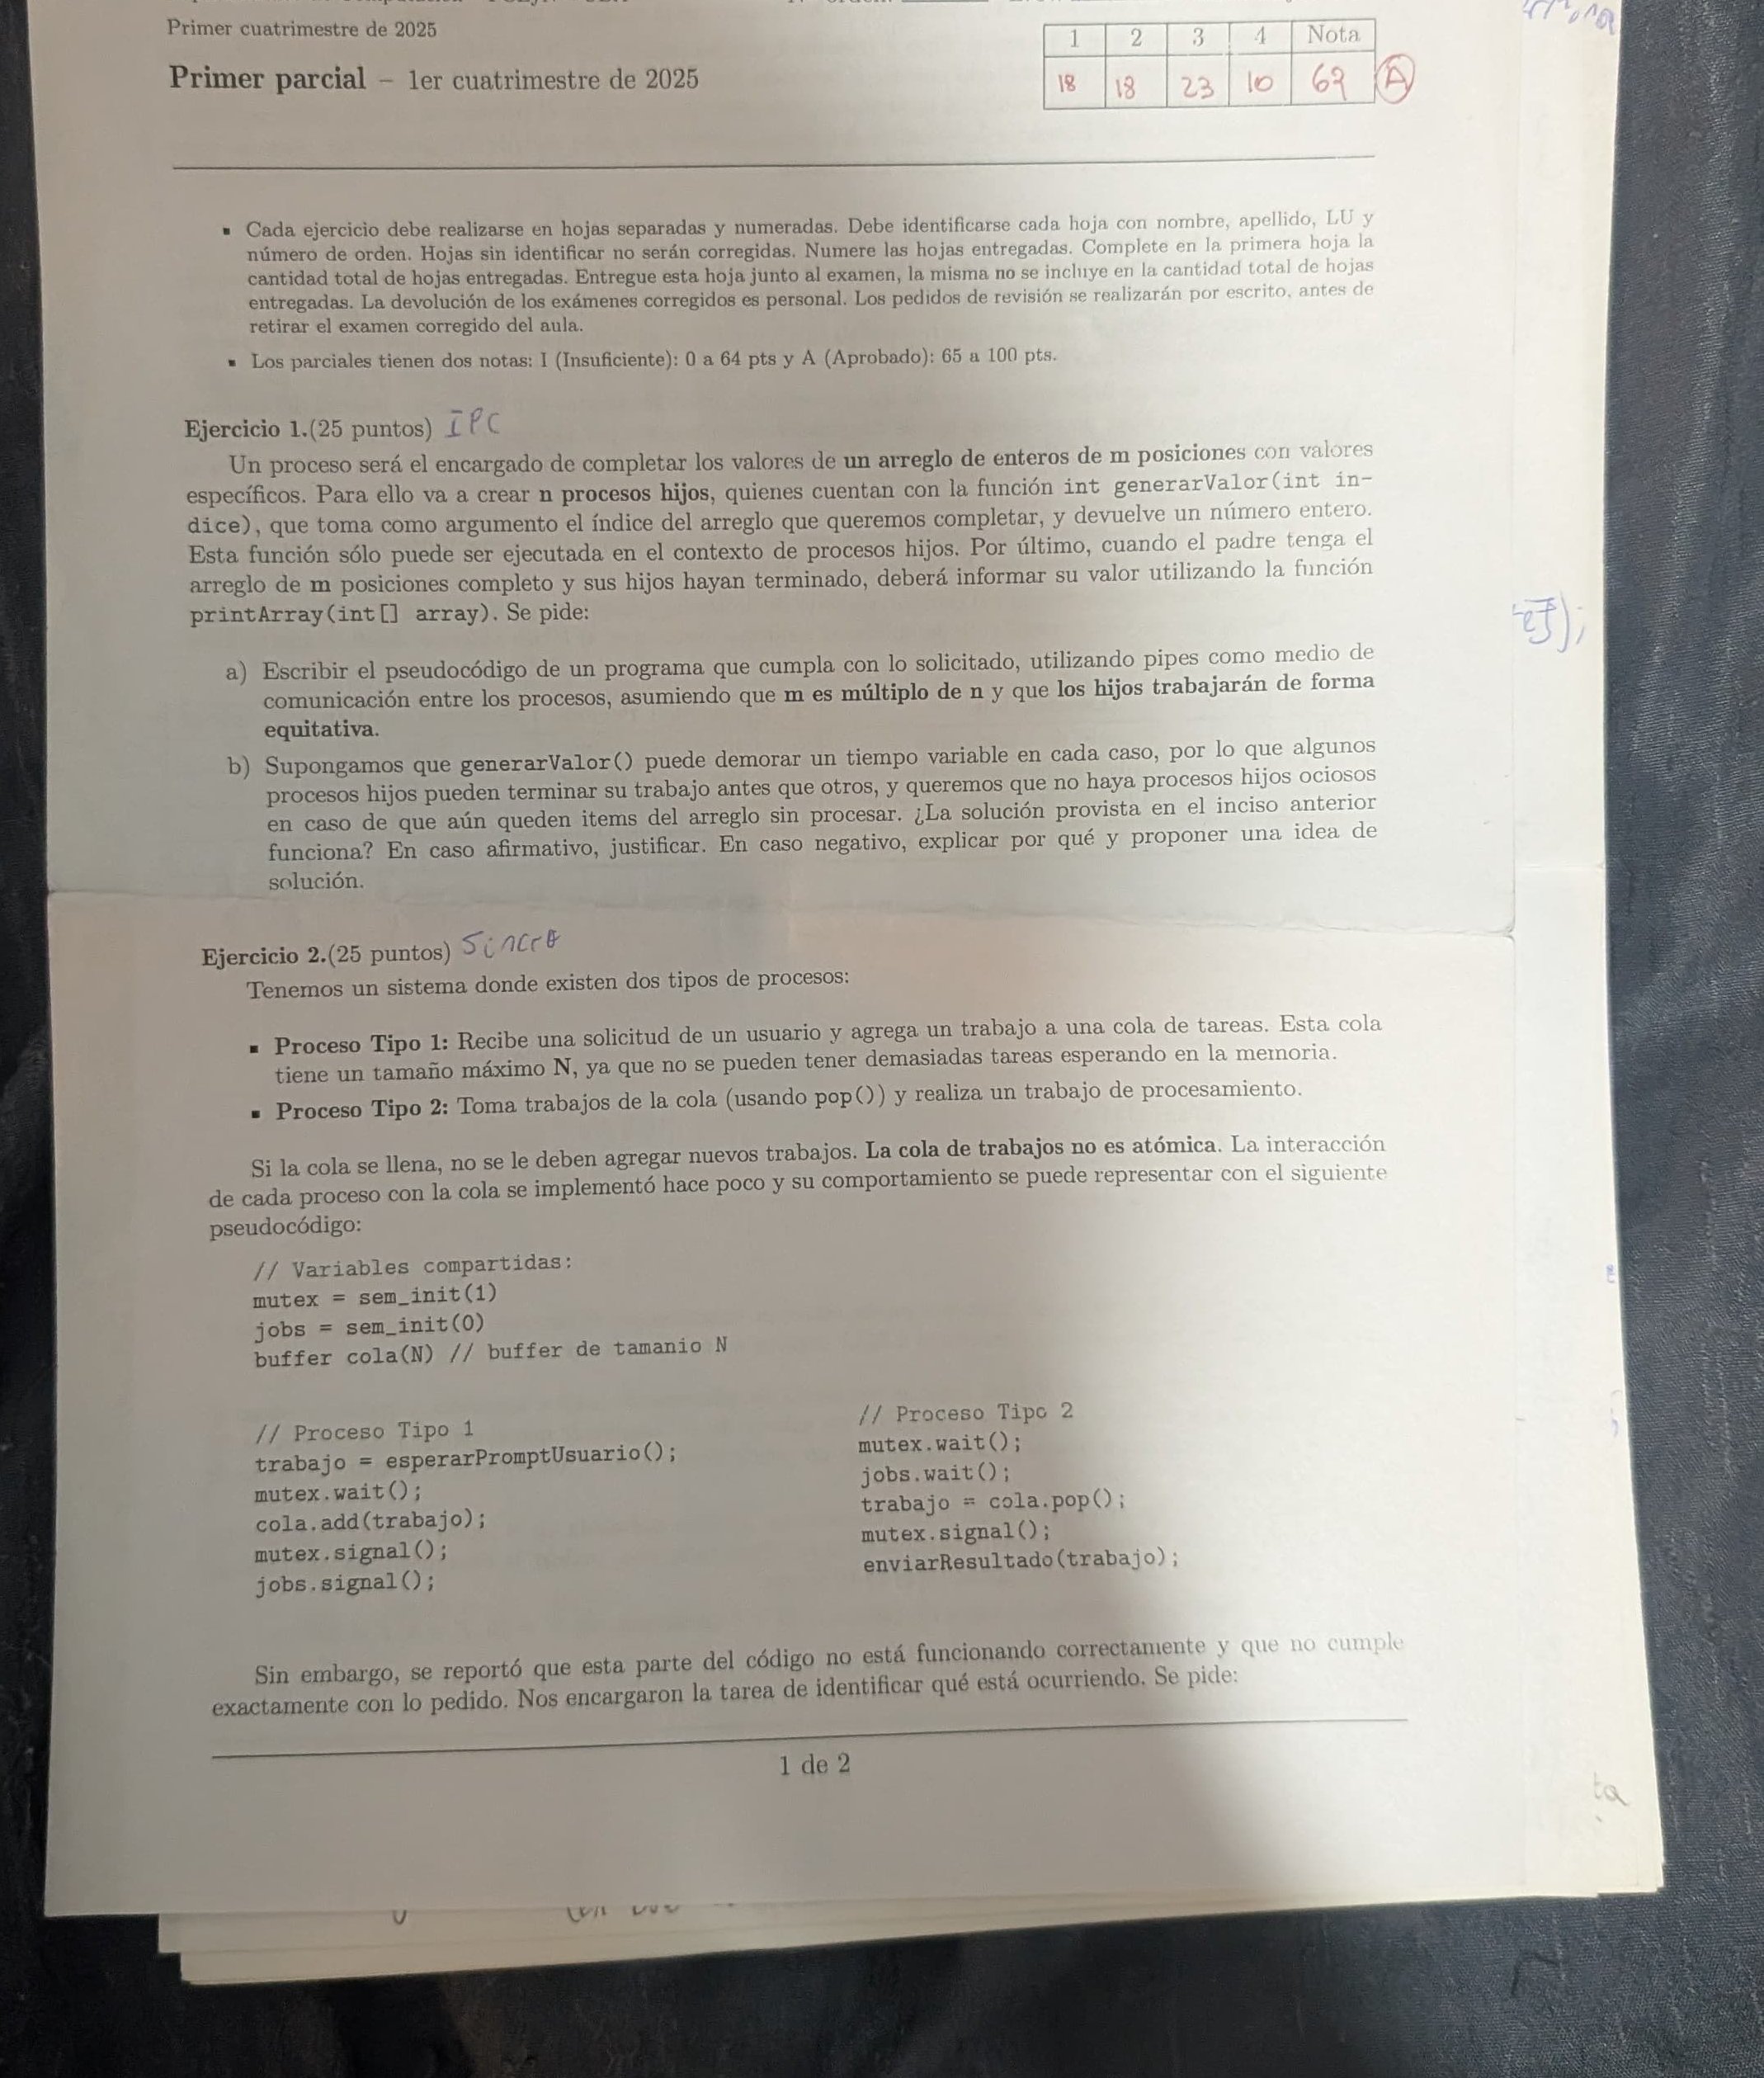 Primer cuatrimestre de 2025
Primer parcial – 1er cuatrimestre de 2025
1 2 3 4 Nota
18 18 23 10 69 A
▪ Cada ejercicio debe realizarse en hojas separadas y numeradas. Debe identificarse cada hoja con nombre, apellido, LU y
número de orden. Hojas sin identificar no serán corregidas. Numere las hojas entregadas. Complete en la primera hoja la
cantidad total de hojas entregadas. Entregue esta hoja junto al examen, la misma no se incluye en la cantidad total de hojas
entregadas. La devolución de los exámenes corregidos es personal. Los pedidos de revisión se realizarán por escrito, antes de
retirar el examen corregido del aula.
▪ Los parciales tienen dos notas: I (Insuficiente): 0 a 64 pts y A (Aprobado): 65 a 100 pts.
Ejercicio 1.(25 puntos) IPC
Un proceso será el encargado de completar los valores de un arreglo de enteros de m posiciones con valores
específicos. Para ello va a crear n procesos hijos, quienes cuentan con la función int generarValor(int in-
dice), que toma como argumento el índice del arreglo que queremos completar, y devuelve un número entero.
Esta función sólo puede ser ejecutada en el contexto de procesos hijos. Por último, cuando el padre tenga el
arreglo de m posiciones completo y sus hijos hayan terminado, deberá informar su valor utilizando la función
printArray(int[] array). Se pide:
a) Escribir el pseudocódigo de un programa que cumpla con lo solicitado, utilizando pipes como medio de
comunicación entre los procesos, asumiendo que m es múltiplo de n y que los hijos trabajarán de forma
equitativa.
b) Supongamos que generarValor() puede demorar un tiempo variable en cada caso, por lo que algunos
procesos hijos pueden terminar su trabajo antes que otros, y queremos que no haya procesos hijos ociosos
en caso de que aún queden items del arreglo sin procesar. ¿La solución provista en el inciso anterior
funciona? En caso afirmativo, justificar. En caso negativo, explicar por qué y proponer una idea de
solución.
Ejercicio 2.(25 puntos) Sincro
Tenemos un sistema donde existen dos tipos de procesos:
▪ Proceso Tipo 1: Recibe una solicitud de un usuario y agrega un trabajo a una cola de tareas. Esta cola
tiene un tamaño máximo N, ya que no se pueden tener demasiadas tareas esperando en la memoria.
▪ Proceso Tipo 2: Toma trabajos de la cola (usando pop()) y realiza un trabajo de procesamiento.
Si la cola se llena, no se le deben agregar nuevos trabajos. La cola de trabajos no es atómica. La interacción
de cada proceso con la cola se implementó hace poco y su comportamiento se puede representar con el siguiente
pseudocódigo:
// Variables compartidas:
mutex = sem_init(1)
jobs = sem_init(0)
buffer cola(N) // buffer de tamanio N
// Proceso Tipo 1
trabajo = esperarPromptUsuario();
mutex.wait();
cola.add(trabajo);
mutex.signal();
jobs.signal();
// Proceso Tipo 2
mutex.wait();
jobs.wait();
trabajo = cola.pop();
mutex.signal();
enviarResultado(trabajo);
Sin embargo, se reportó que esta parte del código no está funcionando correctamente y que no cumple
exactamente con lo pedido. Nos encargaron la tarea de identificar qué está ocurriendo. Se pide:
1 de 2